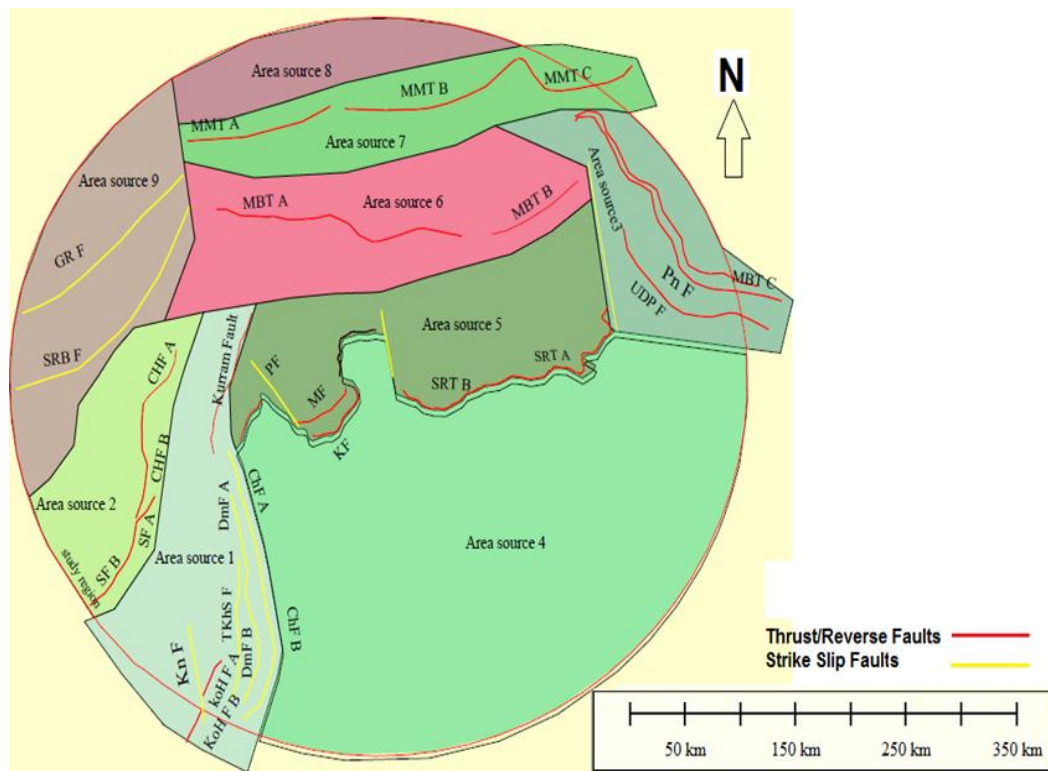 Area source 8
MMT C
MMT B
MMT A
N
Area source 7
Area source 9
Area source3
MBT B
MBT A
Area source 6
GR F
Pn F
MBT C
UDP F
Area source 5
Kurram Fault
SRB F
CHF A
PF
SRT A
MF
SRT B
KF
CHF B
ChF A
Area source 2
DmF A
SF A
Area source 4
SF B
Area source 1
study region
TKhS F
ChF B
DmF B
Kn F
koH F A
KoH F B
Thrust/Reverse Faults
Strike Slip Faults
50 km 150 km 250 km 350 km